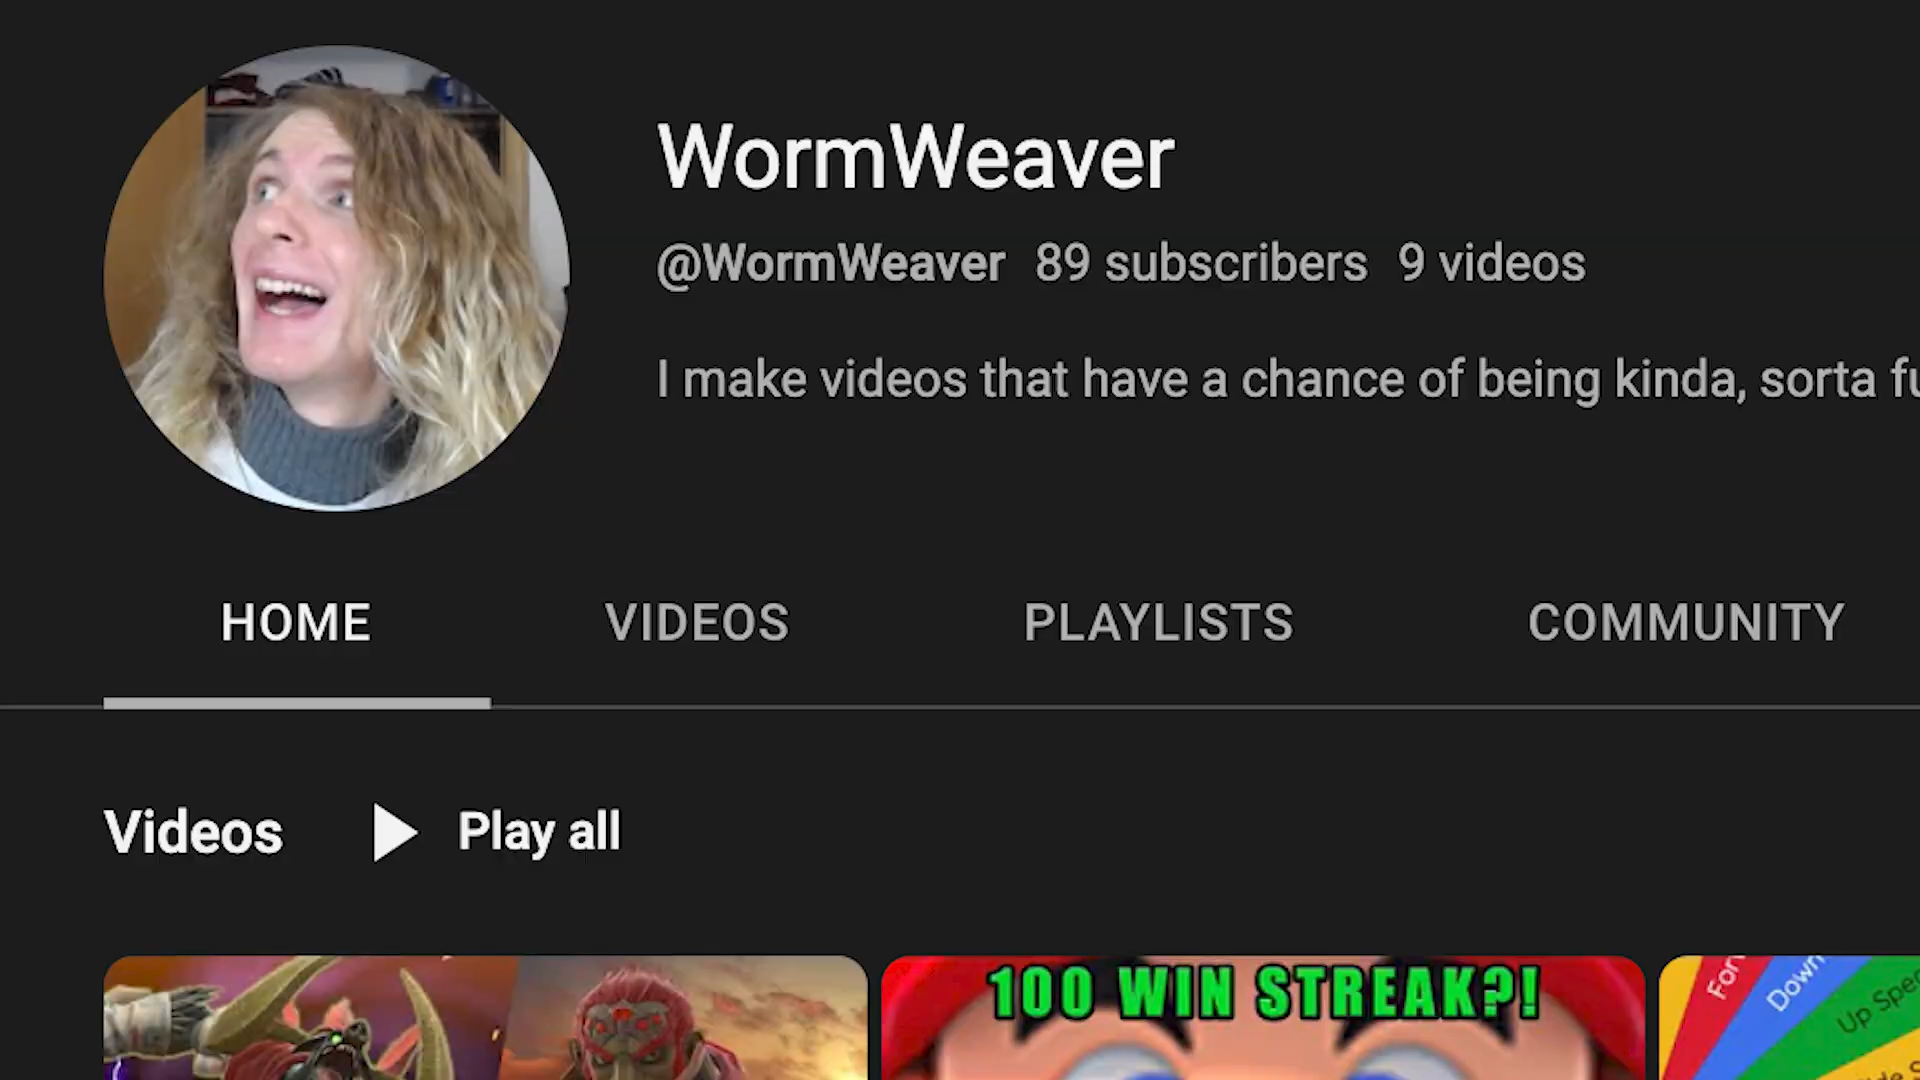 WormWeaver
@WormWeaver 89 subscribers 9 videos
I make videos that have a chance of being kinda, sorta
HOME VIDEOS PLAYLISTS COMMUNITY
Videos Play all
100 WIN STREAK?!
Down
Up